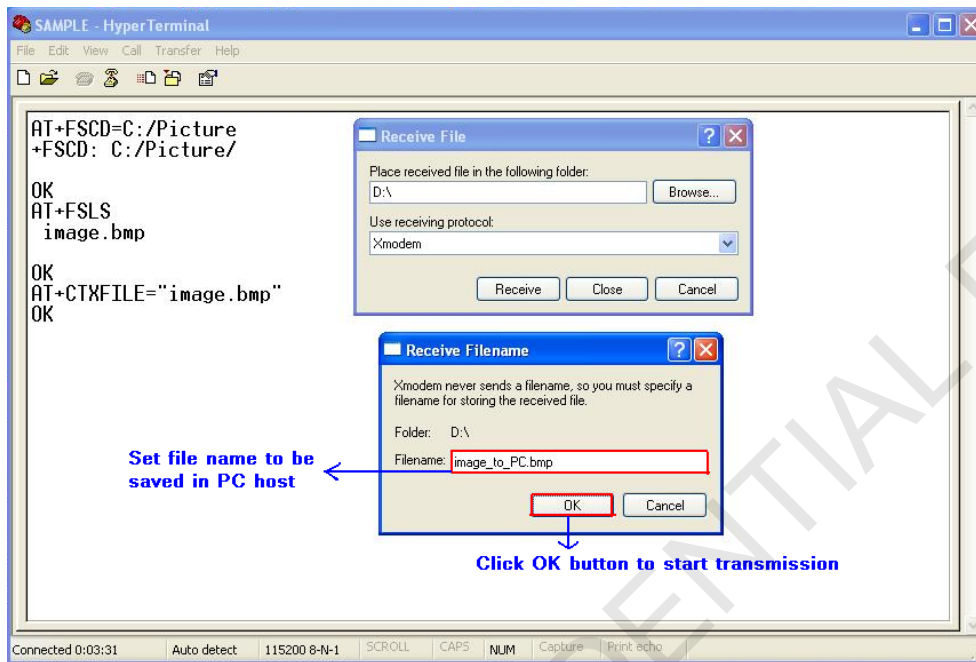 SAMPLE - HyperTerminal
File Edit View Call Transfer Help
AT+FSCD=C:/Picture
+FSCD: C:/Picture/
OK
AT+FSLS
image.bmp
OK
AT+CTXFILE="image.bmp"
OK
Receive File
Place received file in the following folder:
D:\
Browse...
Use receiving protocol:
Xmodem
Receive Close Cancel
Receive Filename
Xmodem never sends a filename, so you must specify a
filename for storing the received file.
Folder: D:\
Filename: image_to_PC.bmp
OK Cancel
Set file name to be
saved in PC host
Click OK button to start transmission
Connected 0:03:31 Auto detect 115200 8-N-1 SCROLL CAPS NUM Capture Print echo